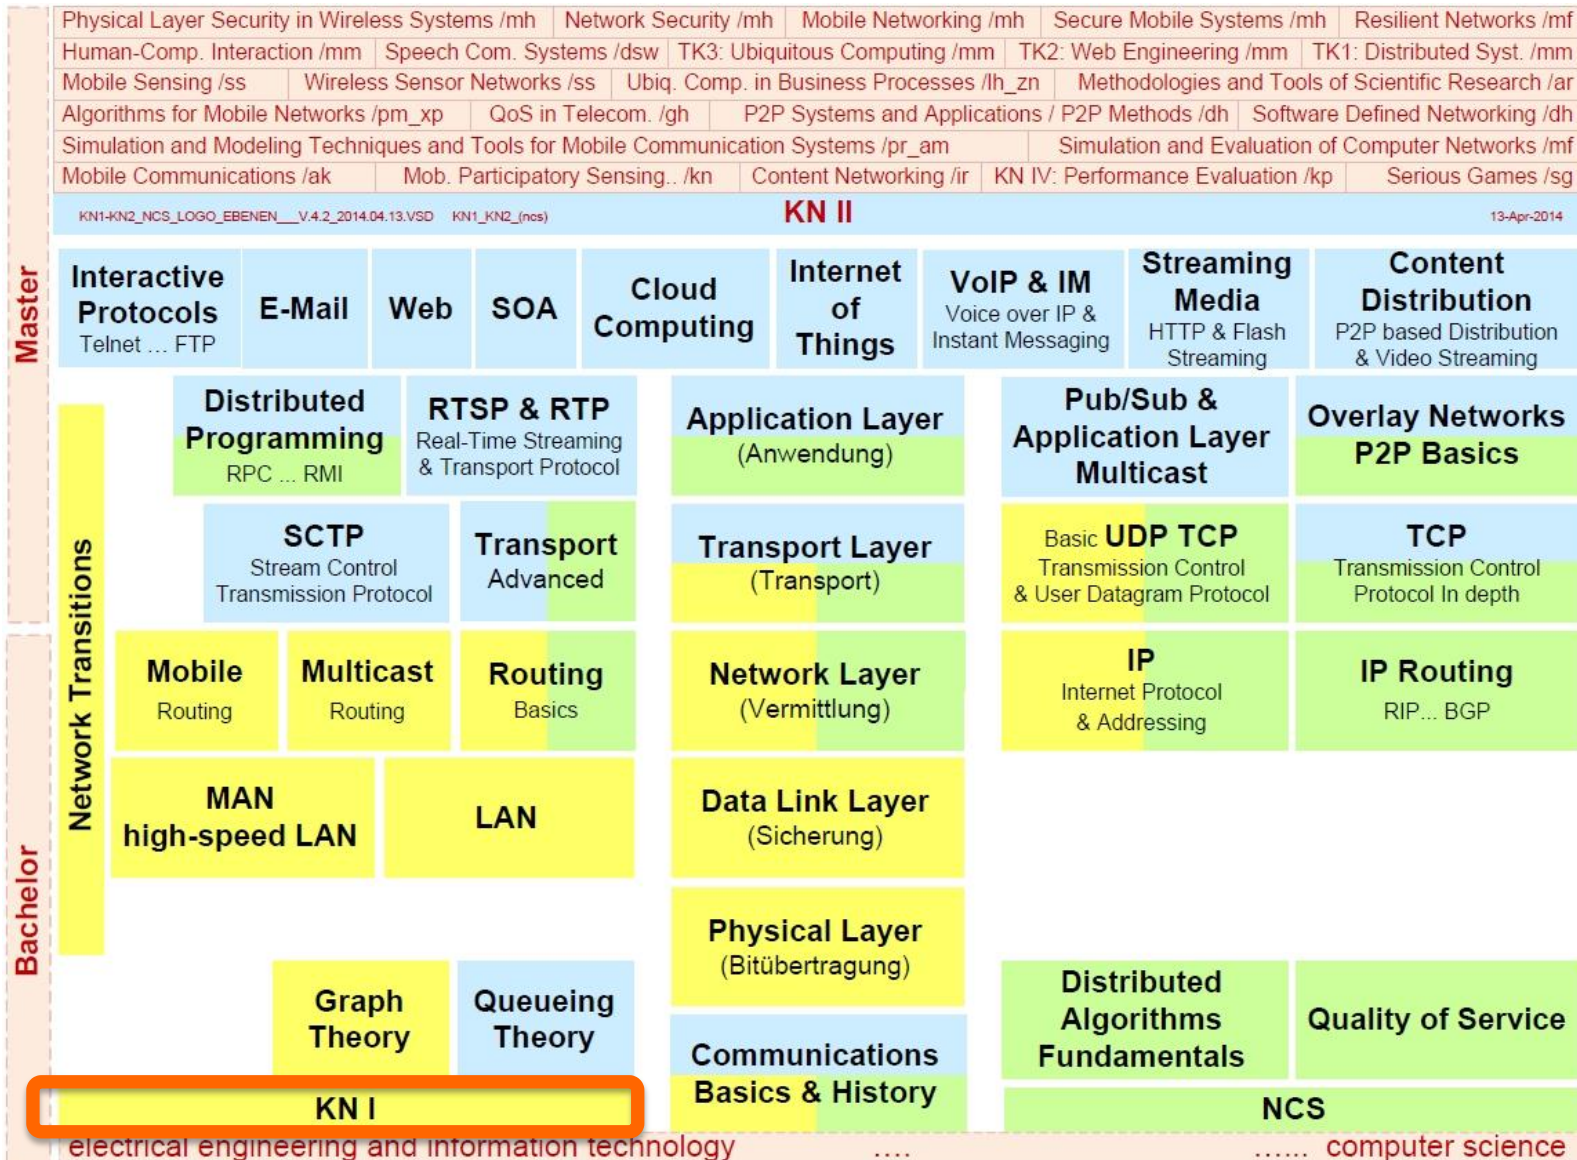 Physical Layer Security in Wireless Systems /mh Network Security /mh Mobile Networking /mh Secure Mobile Systems /mh Resilient Networks /mf
Human-Comp. Interaction /mm Speech Com. Systems /dsw TK3: Ubiquitous Computing /mm TK2: Web Engineering /mm TK1: Distributed Syst. /mm
Mobile Sensing /ss Wireless Sensor Networks /ss Ubiq. Comp. in Business Processes /lh_zn Methodologies and Tools of Scientific Research /ar
Algorithms for Mobile Networks /pm_xp QoS in Telecom. /gh P2P Systems and Applications / P2P Methods /dh Software Defined Networking /dh
Simulation and Modeling Techniques and Tools for Mobile Communication Systems /pr_am Simulation and Evaluation of Computer Networks /mf
Mobile Communications /ak Mob. Participatory Sensing.. /kn Content Networking /ir KN IV: Performance Evaluation /kp Serious Games /sg
KN1-KN2_NCS_LOGO_EBENEN___V.4.2_2014.04.13.VSD KN1_KN2_(ncs) KN II 13-Apr-2014
Master
Interactive
Protocols
Telnet ... FTP
E-Mail
Web
SOA
Cloud
Computing
Internet
of
Things
VoIP & IM
Voice over IP &
Instant Messaging
Streaming
Media
HTTP & Flash
Streaming
Content
Distribution
P2P based Distribution
& Video Streaming
Network Transitions
Distributed
Programming
RPC ... RMI
RTSP & RTP
Real-Time Streaming
& Transport Protocol
Application Layer
(Anwendung)
Pub/Sub &
Application Layer
Multicast
Overlay Networks
P2P Basics
SCTP
Stream Control
Transmission Protocol
Transport
Advanced
Transport Layer
(Transport)
Basic UDP TCP
Transmission Control
& User Datagram Protocol
TCP
Transmission Control
Protocol In depth
Bachelor
Mobile
Routing
Multicast
Routing
Routing
Basics
Network Layer
(Vermittlung)
IP
Internet Protocol
& Addressing
IP Routing
RIP... BGP
MAN
high-speed LAN
LAN
Data Link Layer
(Sicherung)
Physical Layer
(Bitübertragung)
Graph
Theory
Queueing
Theory
Communications
Basics & History
Distributed
Algorithms
Fundamentals
Quality of Service
KN I
NCS
electrical engineering and information technology .... ...... computer science